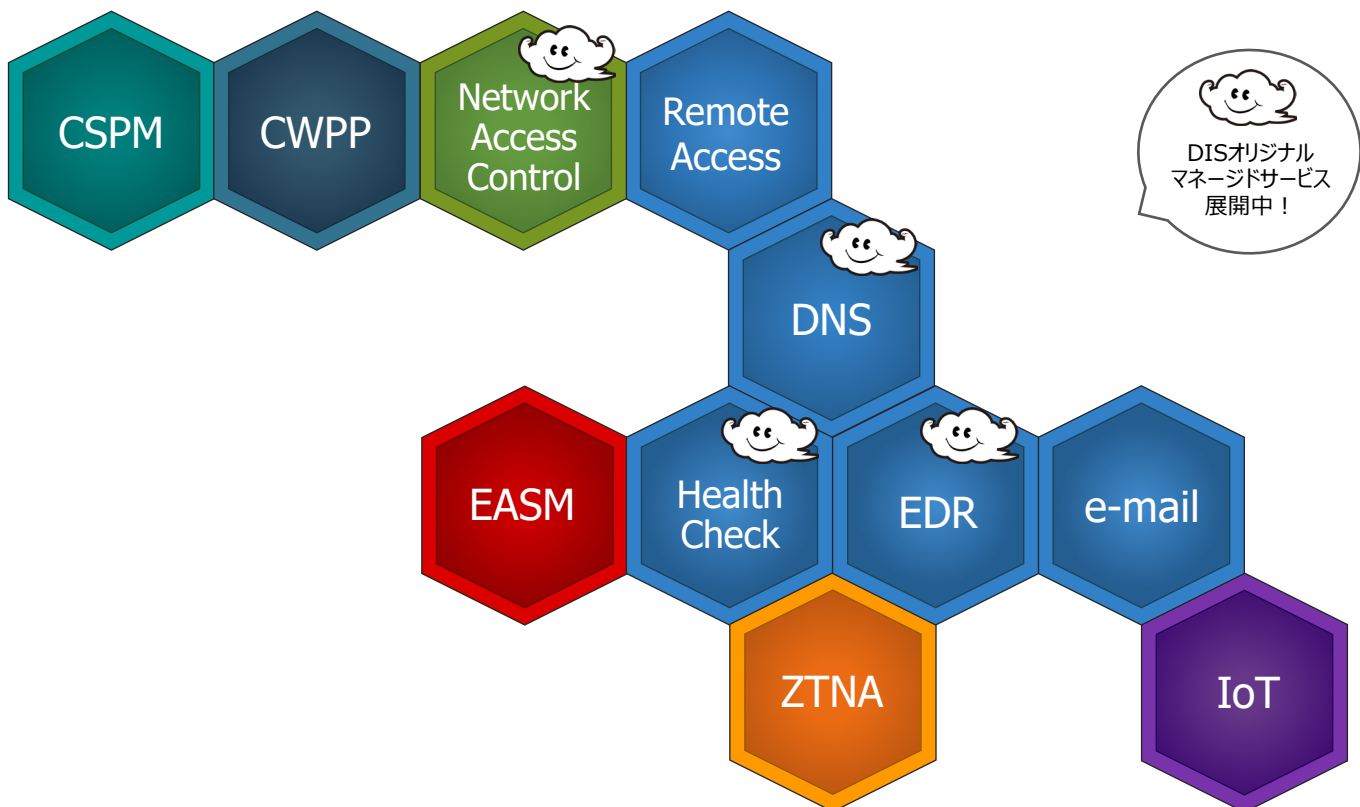 CSPM
CWPP
Network
Access
Control
Remote
Access
DISオリジナル
マネージドサービス
展開中！
DNS
EASM
Health
Check
EDR
e-mail
ZTNA
IoT